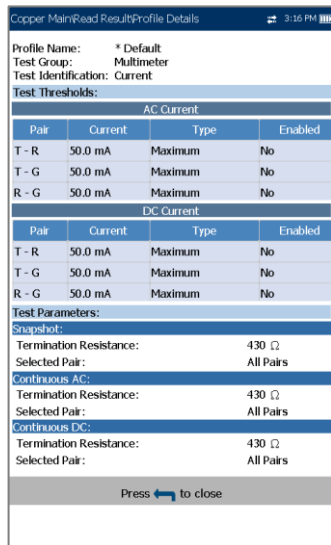 Copper Main\Read Result\Profile Details 3:16 PM
Profile Name: * Default
Test Group: Multimeter
Test Identification: Current
Test Thresholds:
AC Current
Pair Current Type Enabled
T - R 50.0 mA Maximum No
T - G 50.0 mA Maximum No
R - G 50.0 mA Maximum No
DC Current
Pair Current Type Enabled
T - R 50.0 mA Maximum No
T - G 50.0 mA Maximum No
R - G 50.0 mA Maximum No
Test Parameters:
Snapshot:
Termination Resistance: 430 Ω
Selected Pair: All Pairs
Continuous AC:
Termination Resistance: 430 Ω
Selected Pair: All Pairs
Continuous DC:
Termination Resistance: 430 Ω
Selected Pair: All Pairs
Press to close